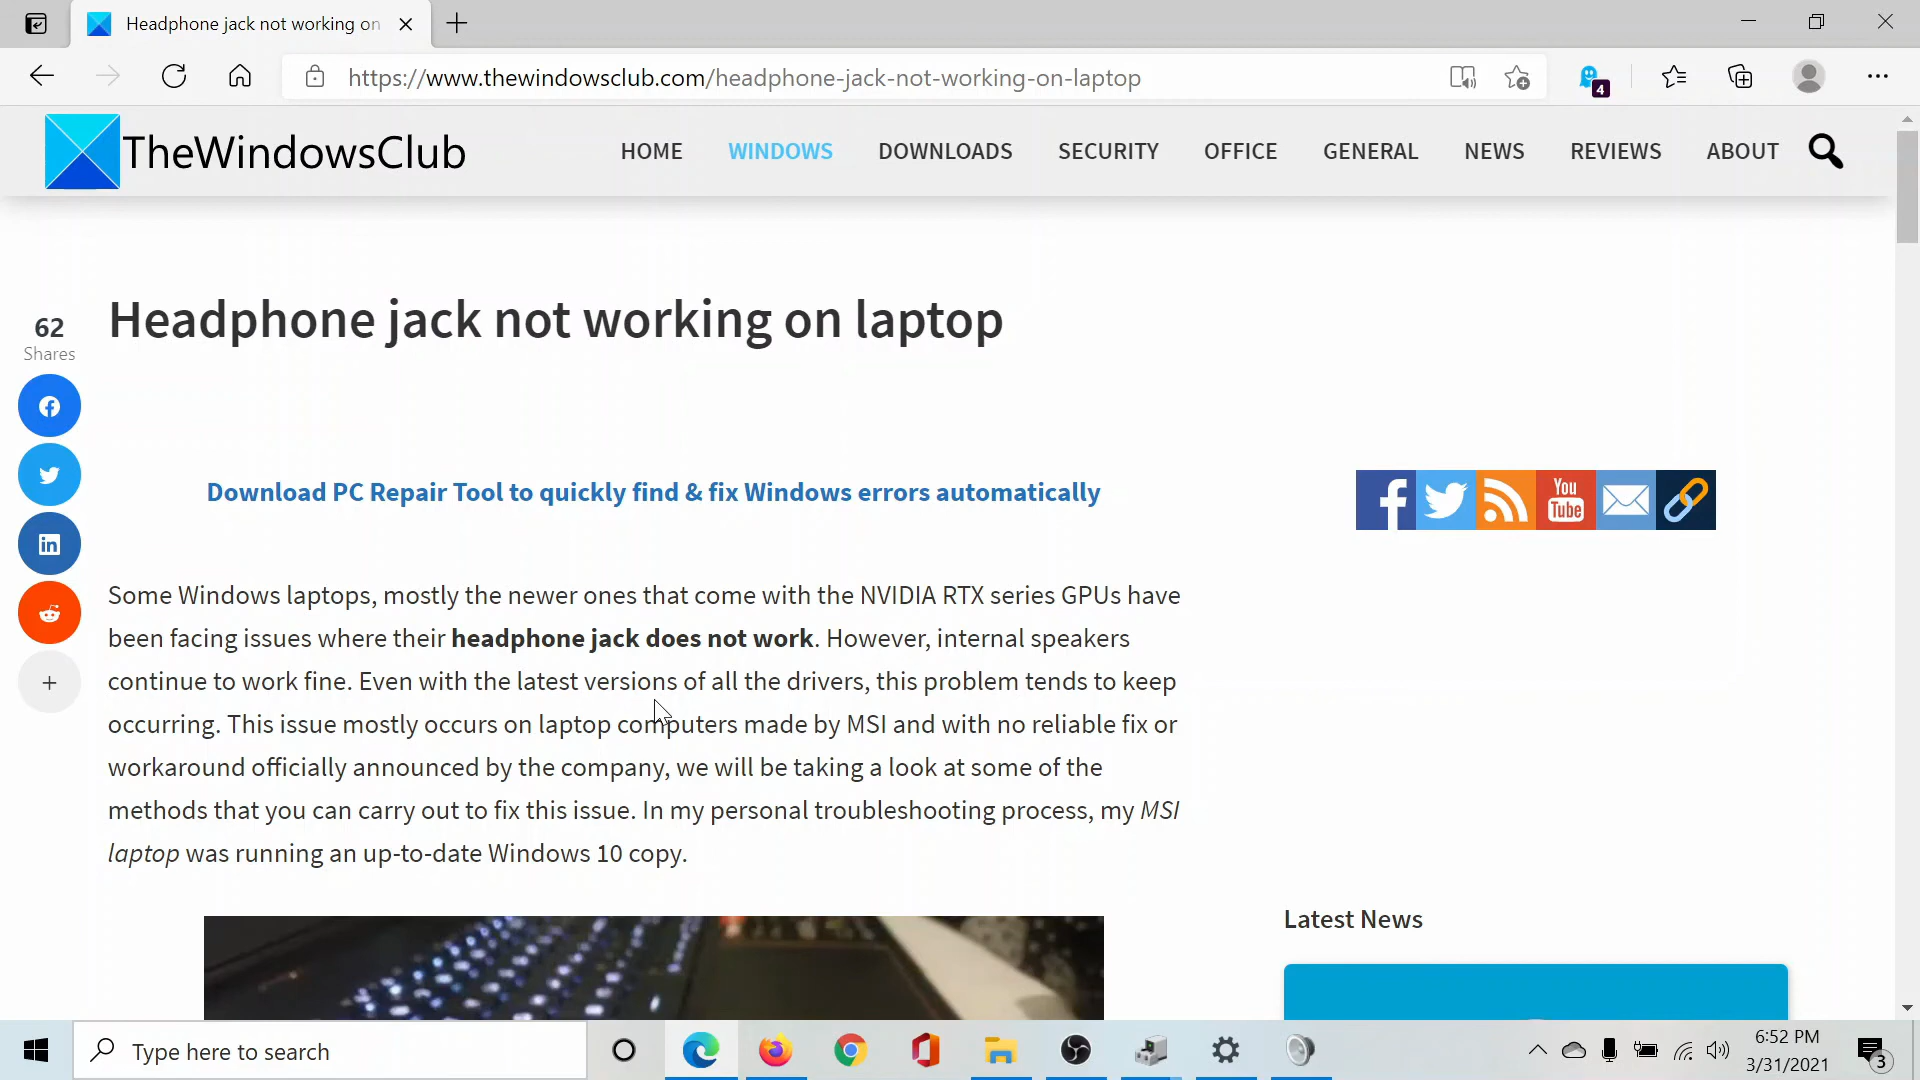 Headphone jack not working on
https://www.thewindowsclub.com/headphone-jack-not-working-on-laptop
4
TheWindowsClub
HOME
WINDOWS
DOWNLOADS
SECURITY
OFFICE
GENERAL
NEWS
REVIEWS
ABOUT
Headphone jack not working on laptop
62
Shares
in
Download PC Repair Tool to quickly find & fix Windows errors automatically
f
You
Tube
Some Windows laptops, mostly the newer ones that come with the NVIDIA RTX series GPUs have
been facing issues where their headphone jack does not work. However, internal speakers
continue to work fine. Even with the latest versions of all the drivers, this problem tends to keep
occurring. This issue mostly occurs on laptop computers made by MSI and with no reliable fix or
workaround officially announced by the company, we will be taking a look at some of the
methods that you can carry out to fix this issue. In my personal troubleshooting process, my MSI
laptop was running an up-to-date Windows 10 copy.
Latest News
Type here to search
6:52 PM
3/31/2021
3